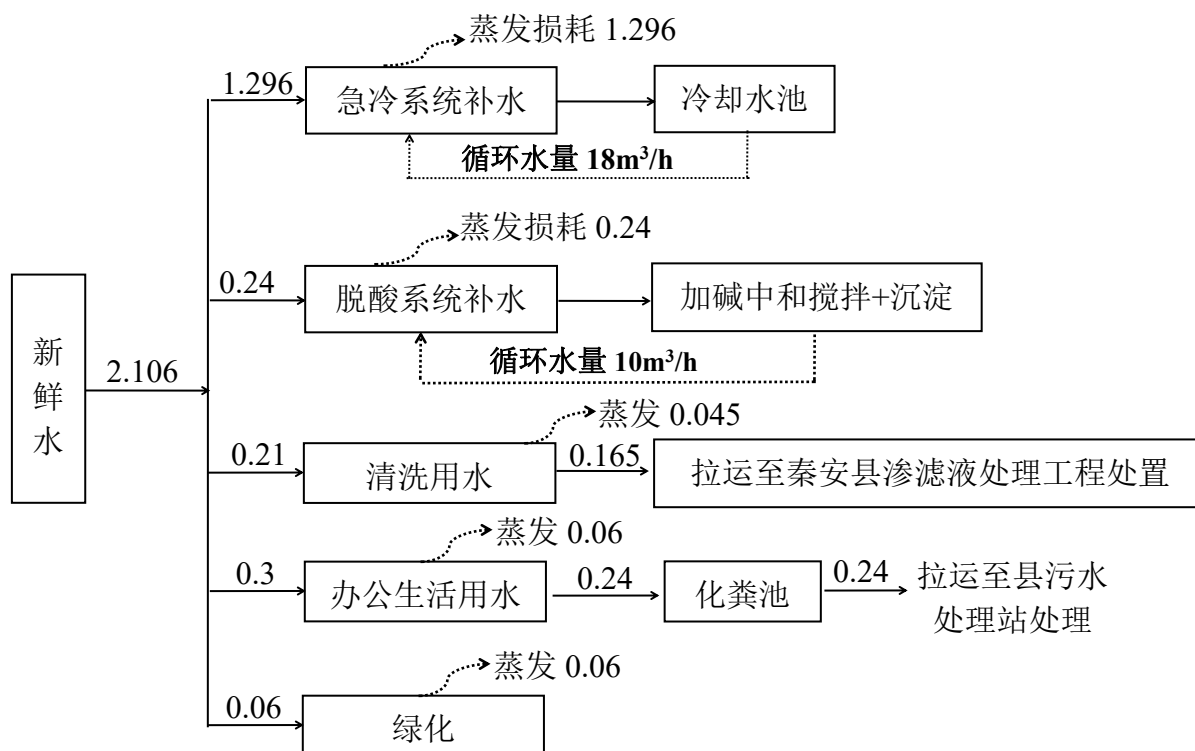 蒸发损耗 1.296
1.296
急冷系统补水
冷却水池
循环水量 18m³/h
蒸发损耗 0.24
0.24
脱酸系统补水
加碱中和搅拌+沉淀
循环水量 10m³/h
新
鲜
水
2.106
蒸发 0.045
0.21
清洗用水
0.165
拉运至秦安县渗滤液处理工程处置
蒸发 0.06
0.3
办公生活用水
0.24
化粪池
0.24
拉运至县污水
处理站处理
蒸发 0.06
0.06
绿化